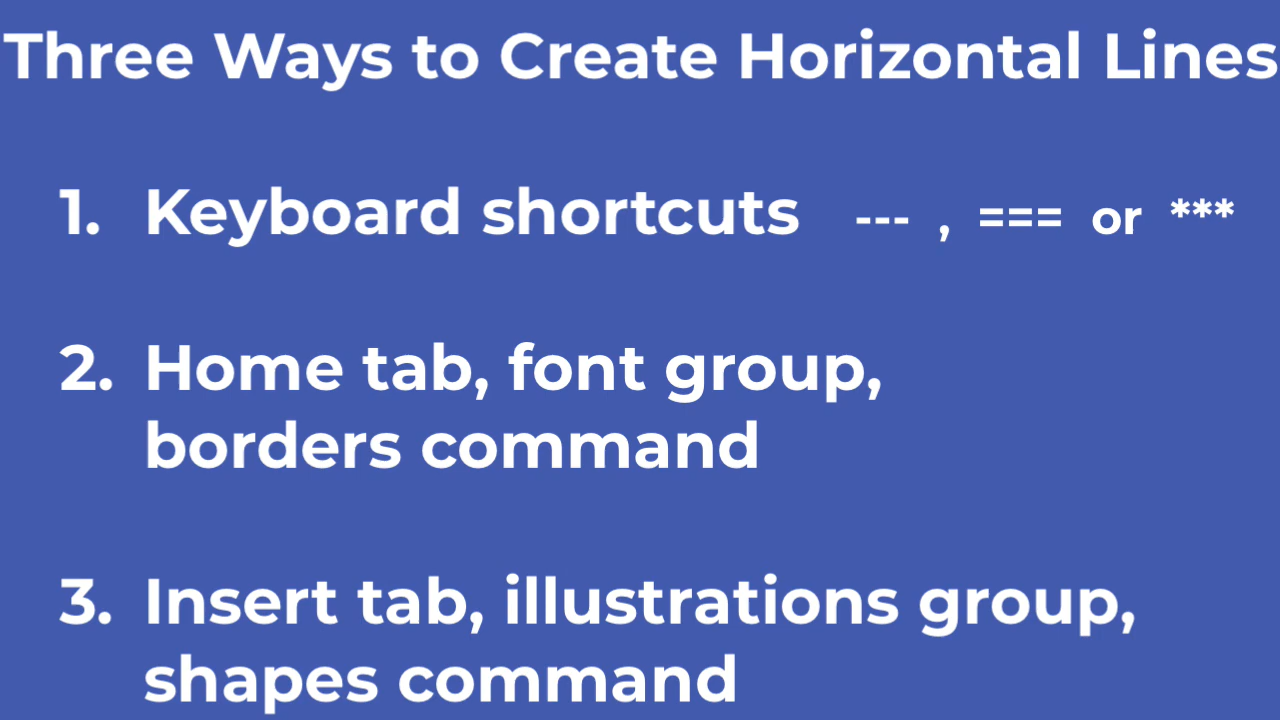 Three Ways to Create Horizontal Lines
1. Keyboard shortcuts --- , === or ***
2. Home tab, font group,
borders command
3. Insert tab, illustrations group,
shapes command